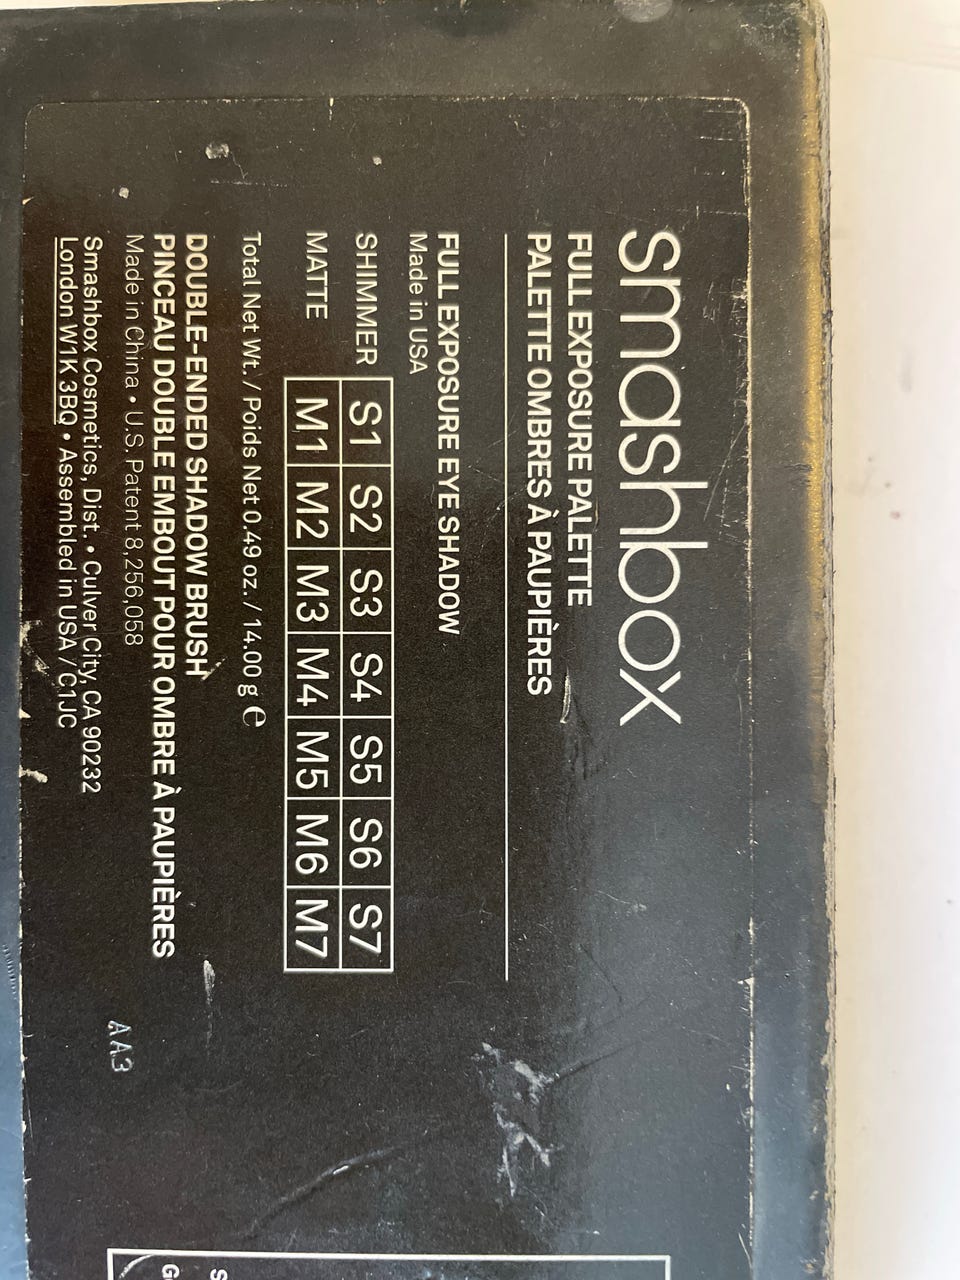 smashbox
FULL EXPOSURE PALETTE
PALETTE OMBRES À PAUPIÈRES
FULL EXPOSURE EYE SHADOW
Made in USA
SHIMMER S1 S2 S3 S4 S5 S6 S7
MATTE M1 M2 M3 M4 M5 M6 M7
Total Net Wt. / Poids Net 0.49 oz. / 14.00 g ℮
DOUBLE-ENDED SHADOW BRUSH
PINCEAU DOUBLE EMBOUT POUR OMBRE À PAUPIÈRES
Made in China • U.S. Patent 8,256,058
Smashbox Cosmetics, Dist. • Culver City, CA 90232
London W1K 3BQ • Assembled in USA / C1JC
AA3